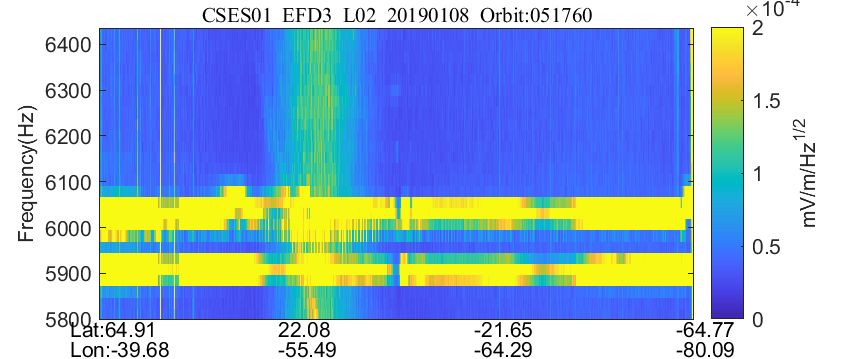 CSES01 EFD3 L02 20190108 Orbit:051760
×10⁻⁴
6400
6300
6200
6100
6000
5900
5800
Frequency(Hz)
2
1.5
1
0.5
0
mV/m/Hz^1/2
Lat:64.91 22.08 -21.65 -64.77
Lon:-39.68 -55.49 -64.29 -80.09